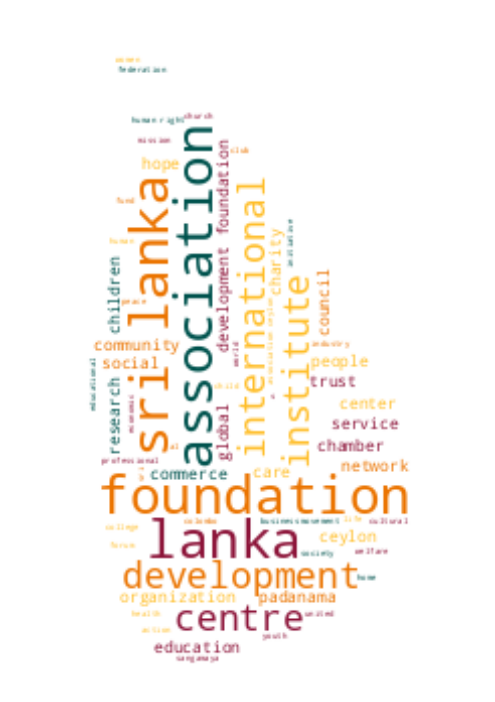 women
federation
human right
church
mission
club
hope
fund
human
sri lanka
association
development foundation
international
charity
initiative
children
peace
council
institute
community
social
industry
people
educational
world
child
trust
research
economic
global
center
service
chamber
professional
commerce
care
network
foundation
college
colombo
business
movement
life
cultural
lanka
ceylon
forum
society
welfare
development
home
organization
padanama
health
centre
united
action
youth
education
sangamaya